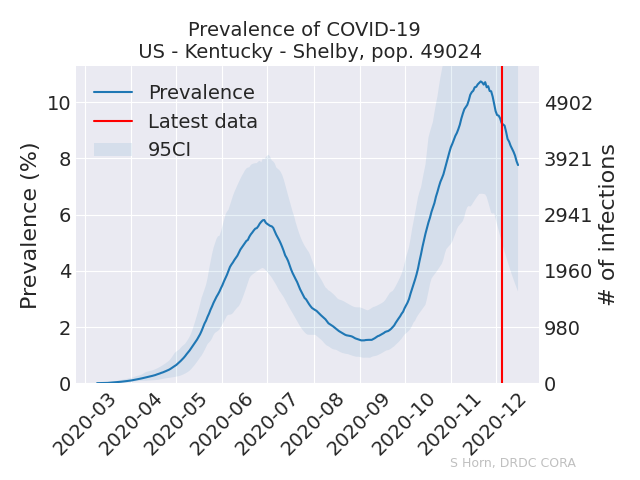 Prevalence of COVID-19
US - Kentucky - Shelby, pop. 49024
Prevalence
Latest data
95CI
Prevalence (%)
10
8
6
4
2
0
4902
3921
2941
1960
980
0
# of infections
2020-03
2020-04
2020-05
2020-06
2020-07
2020-08
2020-09
2020-10
2020-11
2020-12
S Horn, DRDC CORA